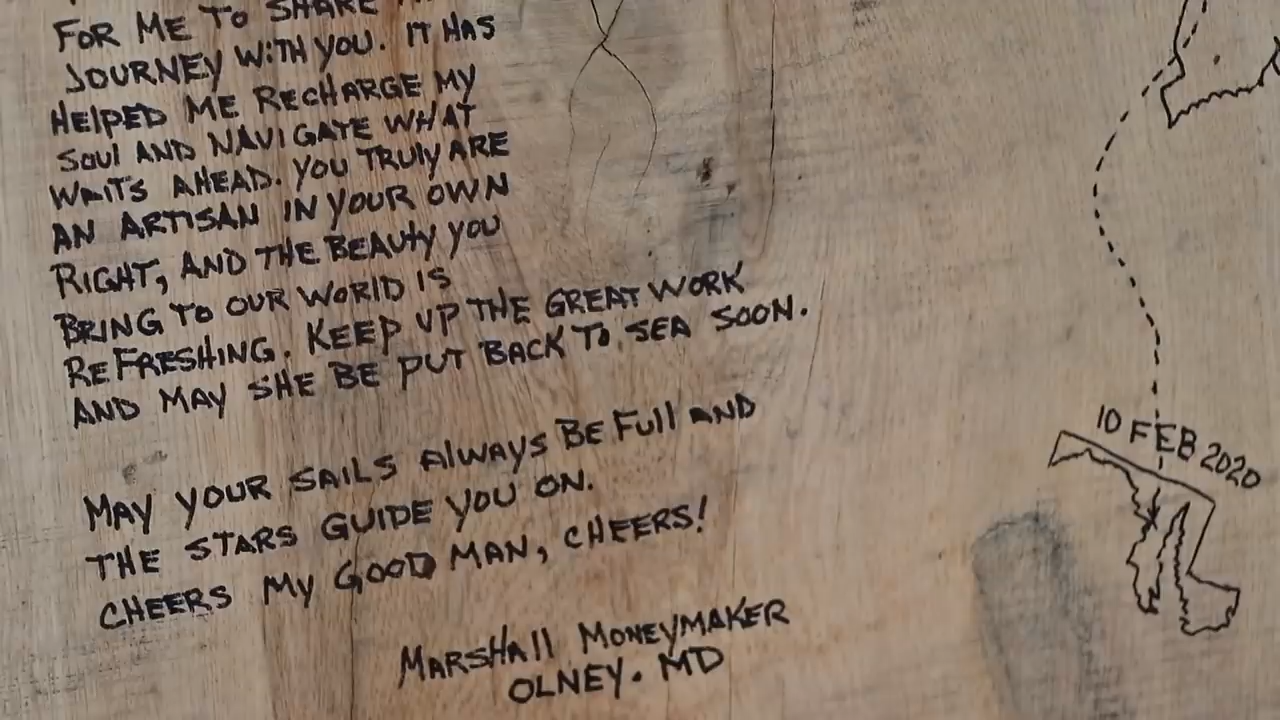 FOR ME TO SHARE
JOURNEY WITH YOU. IT HAS
HELPED ME RECHARGE MY
SOUL AND NAVIGATE WHAT
WAITS AHEAD. YOU TRULY ARE
AN ARTISAN IN YOUR OWN
RIGHT, AND THE BEAUTY YOU
BRING TO OUR WORLD IS
REFRESHING. KEEP UP THE GREAT WORK
AND MAY SHE BE PUT BACK TO SEA SOON.
MAY YOUR SAILS ALWAYS BE FULL AND
THE STARS GUIDE YOU ON.
CHEERS MY GOOD MAN, CHEERS!
MARSHALL MONEYMAKER
OLNEY. MD
10 FEB 2020